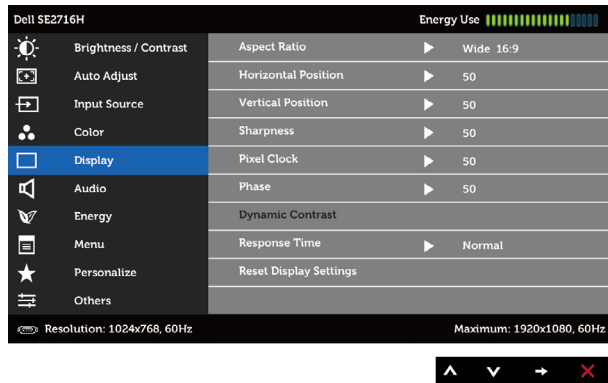 Dell SE2716H Energy Use
Brightness / Contrast Aspect Ratio Wide 16:9
Auto Adjust Horizontal Position 50
Input Source Vertical Position 50
Color Sharpness 50
Display Pixel Clock 50
Audio Phase 50
Energy Dynamic Contrast
Menu Response Time Normal
Personalize Reset Display Settings
Others
Resolution: 1024x768, 60Hz Maximum: 1920x1080, 60Hz